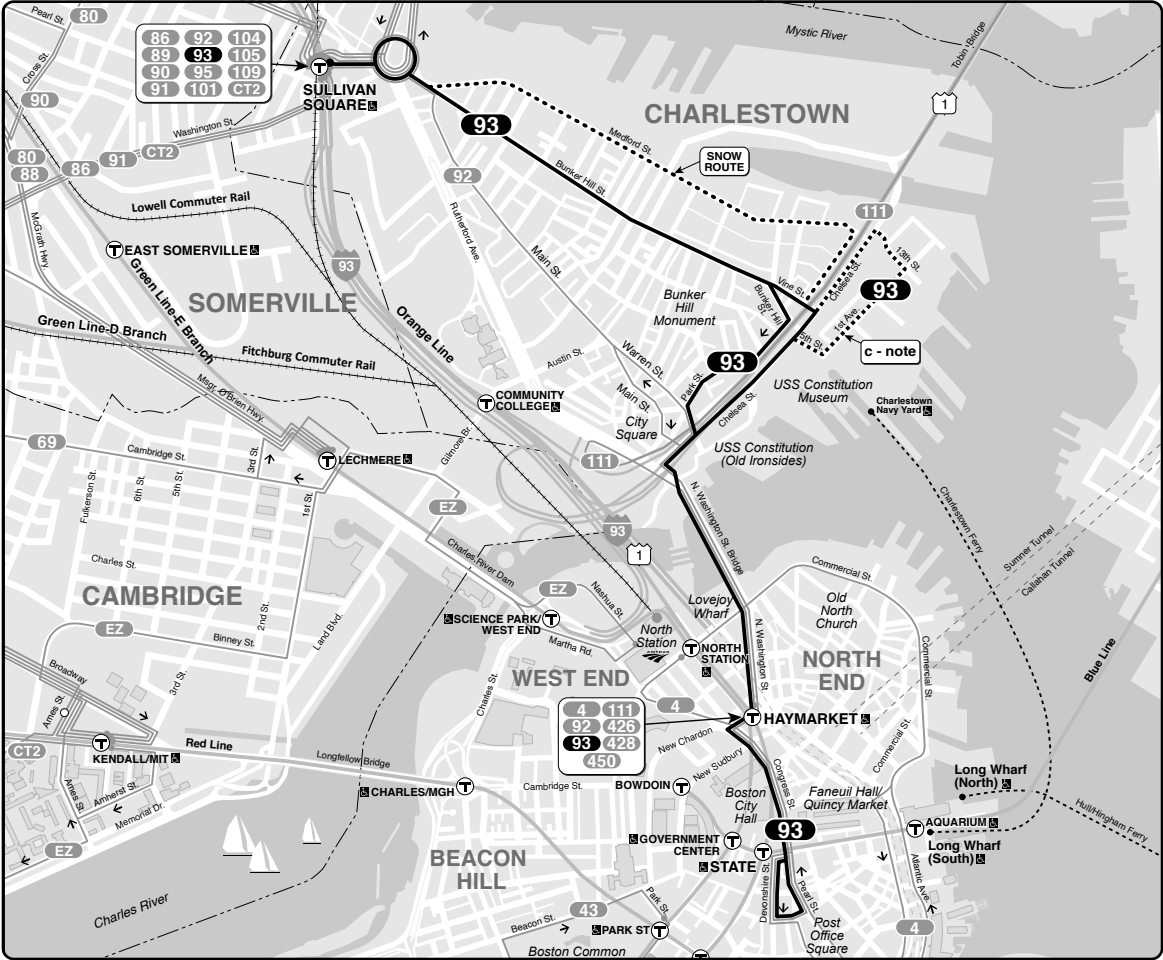 Pearl St.
80
86 92 104
89 93 105
90 95 109
91 101 CT2
SULLIVAN
SQUARE
Cross St.
90
Washington St.
80
88
86
91
CT2
Mystic River
Tobin Bridge
1
CHARLESTOWN
93
Medford St.
SNOW
ROUTE
Bunker Hill St.
92
111
Lowell Commuter Rail
McGrath Hwy.
EAST SOMERVILLE
Rutherford Ave.
Main St.
93
13th St.
Chelsea St.
Vine St.
93
SOMERVILLE
Green Line-E Branch
Orange Line
Bunker
Hill
Monument
Bunker Hill
St.
1st Ave.
5th St.
c - note
Green Line-D Branch
Fitchburg Commuter Rail
Austin St.
Warren St.
93
Msgr. O'Brien Hwy.
Park St.
COMMUNITY
COLLEGE
Main St.
Chelsea St.
USS Constitution
Museum
Charlestown
Navy Yard
City
Square
69
Cambridge St.
3rd St.
LECHMERE
Gilmore Br.
111
USS Constitution
(Old Ironsides)
Fulkerson St.
6th St.
5th St.
1st St.
EZ
N. Washington St. Bridge
Charlestown Ferry
93
1
Sumner Tunnel
Callahan Tunnel
Charles St.
Charles River Dam
Commercial St.
CAMBRIDGE
EZ
Nashua St.
Lovejoy
Wharf
Old
North
Church
2nd St.
Land Blvd.
SCIENCE PARK/
WEST END
EZ
Binney St.
Martha Rd.
North
Station
AMTRAK
NORTH
STATION
N. Washington St.
Commercial St.
Blue Line
Broadway
3rd St.
WEST END
NORTH
END
Charles St.
4 111
92 426
93 428
450
4
HAYMARKET
Ames St.
CT2
KENDALL/MIT
Red Line
Longfellow Bridge
New Chardon
New Sudbury
Commercial St.
Ames St.
Amherst St.
Memorial Dr.
CHARLES/MGH
Cambridge St.
BOWDOIN
Congress St.
Boston
City
Hall
Faneuil Hall/
Quincy Market
Long Wharf
(North)
Hull/Hingham Ferry
93
AQUARIUM
Long Wharf
(South)
EZ
GOVERNMENT
CENTER
STATE
BEACON
HILL
Devonshire St.
Pearl St.
Atlantic Ave.
Charles River
43
Park St.
Beacon St.
PARK ST
Boston Common
Post
Office
Square
4